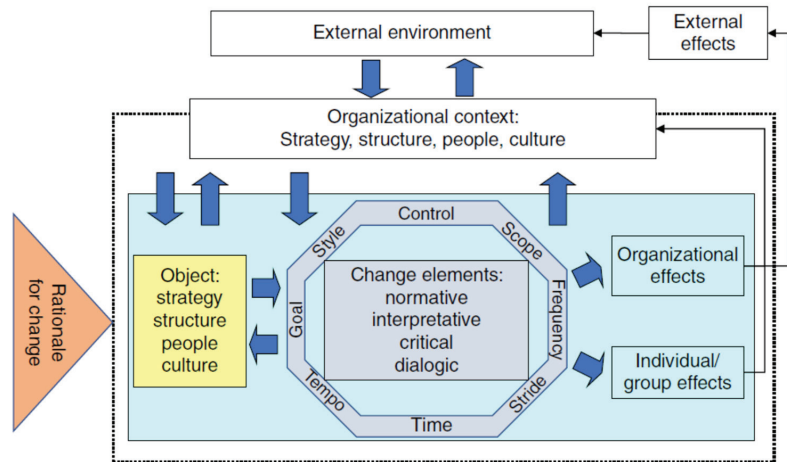 External environment
External
effects
Organizational context:
Strategy, structure, people, culture
Rationale
for change
Object:
strategy
structure
people
culture
Control
Style
Scope
Goal
Frequency
Tempo
Stride
Time
Change elements:
normative
interpretative
critical
dialogic
Organizational
effects
Individual/
group effects